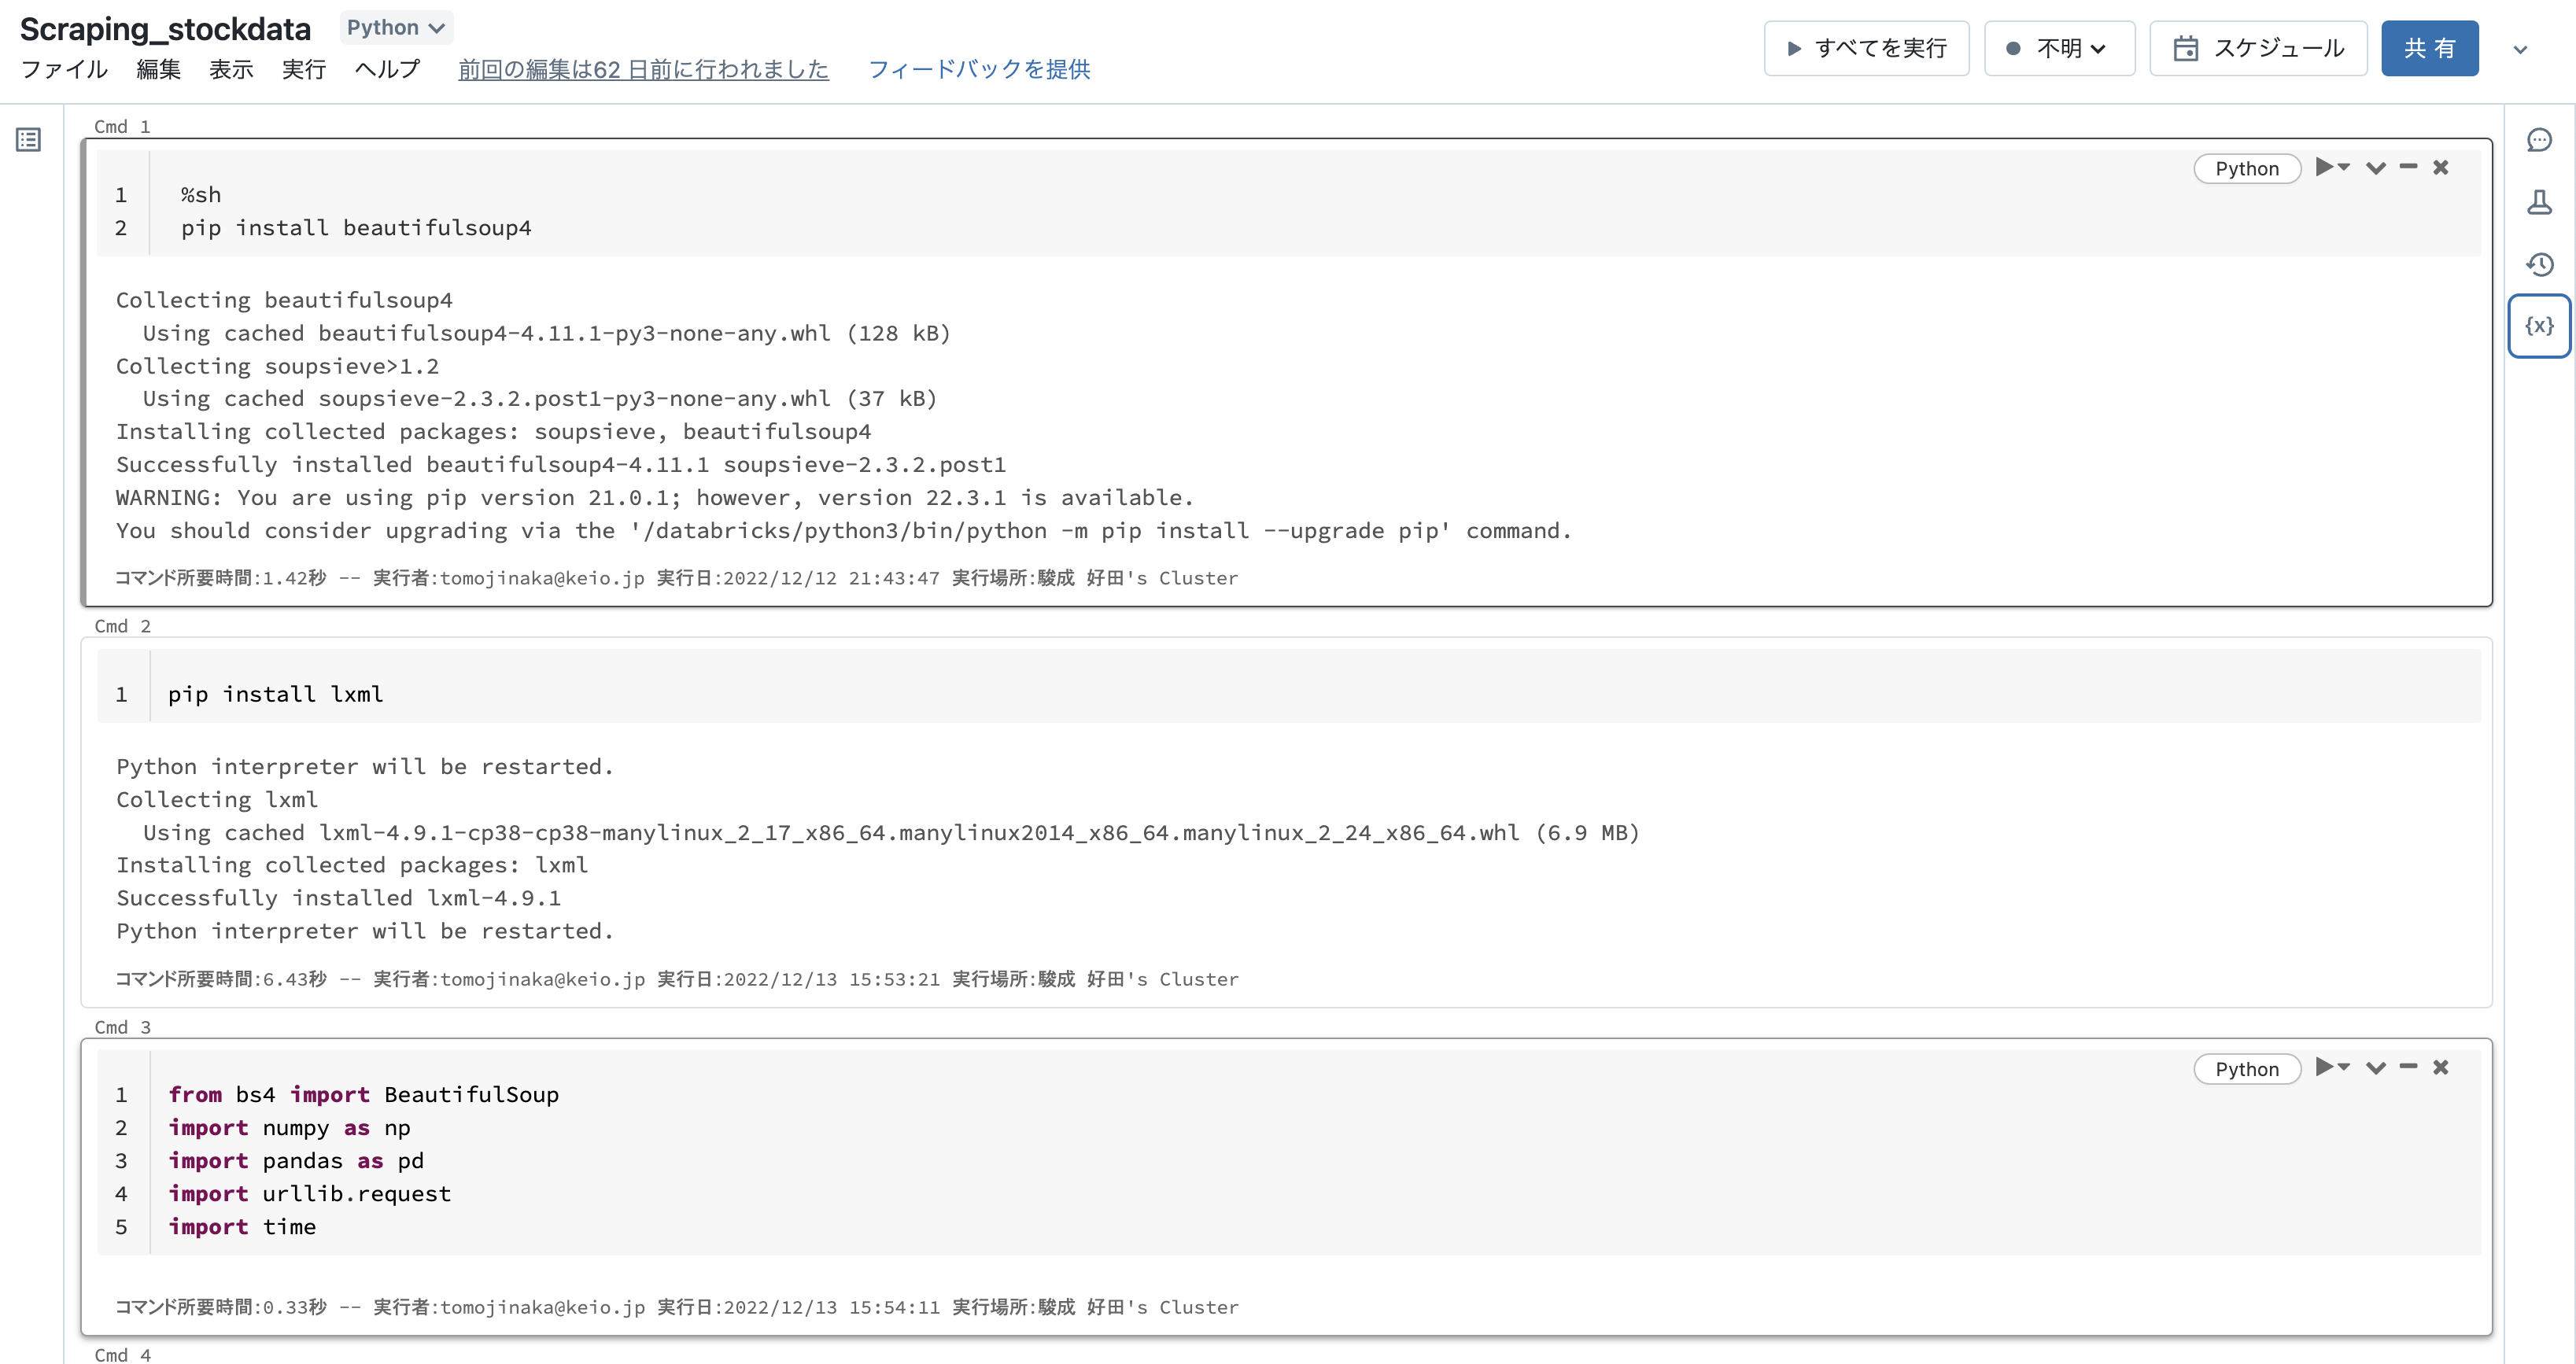 Scraping_stockdata Python
ファイル 編集 表示 実行 ヘルプ 前回の編集は62 日前に行われました フィードバックを提供
すべてを実行 不明 スケジュール 共有
Cmd 1
Python
1 %sh
2 pip install beautifulsoup4
Collecting beautifulsoup4
Using cached beautifulsoup4-4.11.1-py3-none-any.whl (128 kB)
Collecting soupsieve>1.2
Using cached soupsieve-2.3.2.post1-py3-none-any.whl (37 kB)
Installing collected packages: soupsieve, beautifulsoup4
Successfully installed beautifulsoup4-4.11.1 soupsieve-2.3.2.post1
WARNING: You are using pip version 21.0.1; however, version 22.3.1 is available.
You should consider upgrading via the '/databricks/python3/bin/python -m pip install --upgrade pip' command.
コマンド所要時間:1.42秒 -- 実行者:tomojinaka@keio.jp 実行日:2022/12/12 21:43:47 実行場所:駿成 好田's Cluster
Cmd 2
1 pip install lxml
Python interpreter will be restarted.
Collecting lxml
Using cached lxml-4.9.1-cp38-cp38-manylinux_2_17_x86_64.manylinux2014_x86_64.manylinux_2_24_x86_64.whl (6.9 MB)
Installing collected packages: lxml
Successfully installed lxml-4.9.1
Python interpreter will be restarted.
コマンド所要時間:6.43秒 -- 実行者:tomojinaka@keio.jp 実行日:2022/12/13 15:53:21 実行場所:駿成 好田's Cluster
Cmd 3
Python
1 from bs4 import BeautifulSoup
2 import numpy as np
3 import pandas as pd
4 import urllib.request
5 import time
コマンド所要時間:0.33秒 -- 実行者:tomojinaka@keio.jp 実行日:2022/12/13 15:54:11 実行場所:駿成 好田's Cluster
Cmd 4
{x}